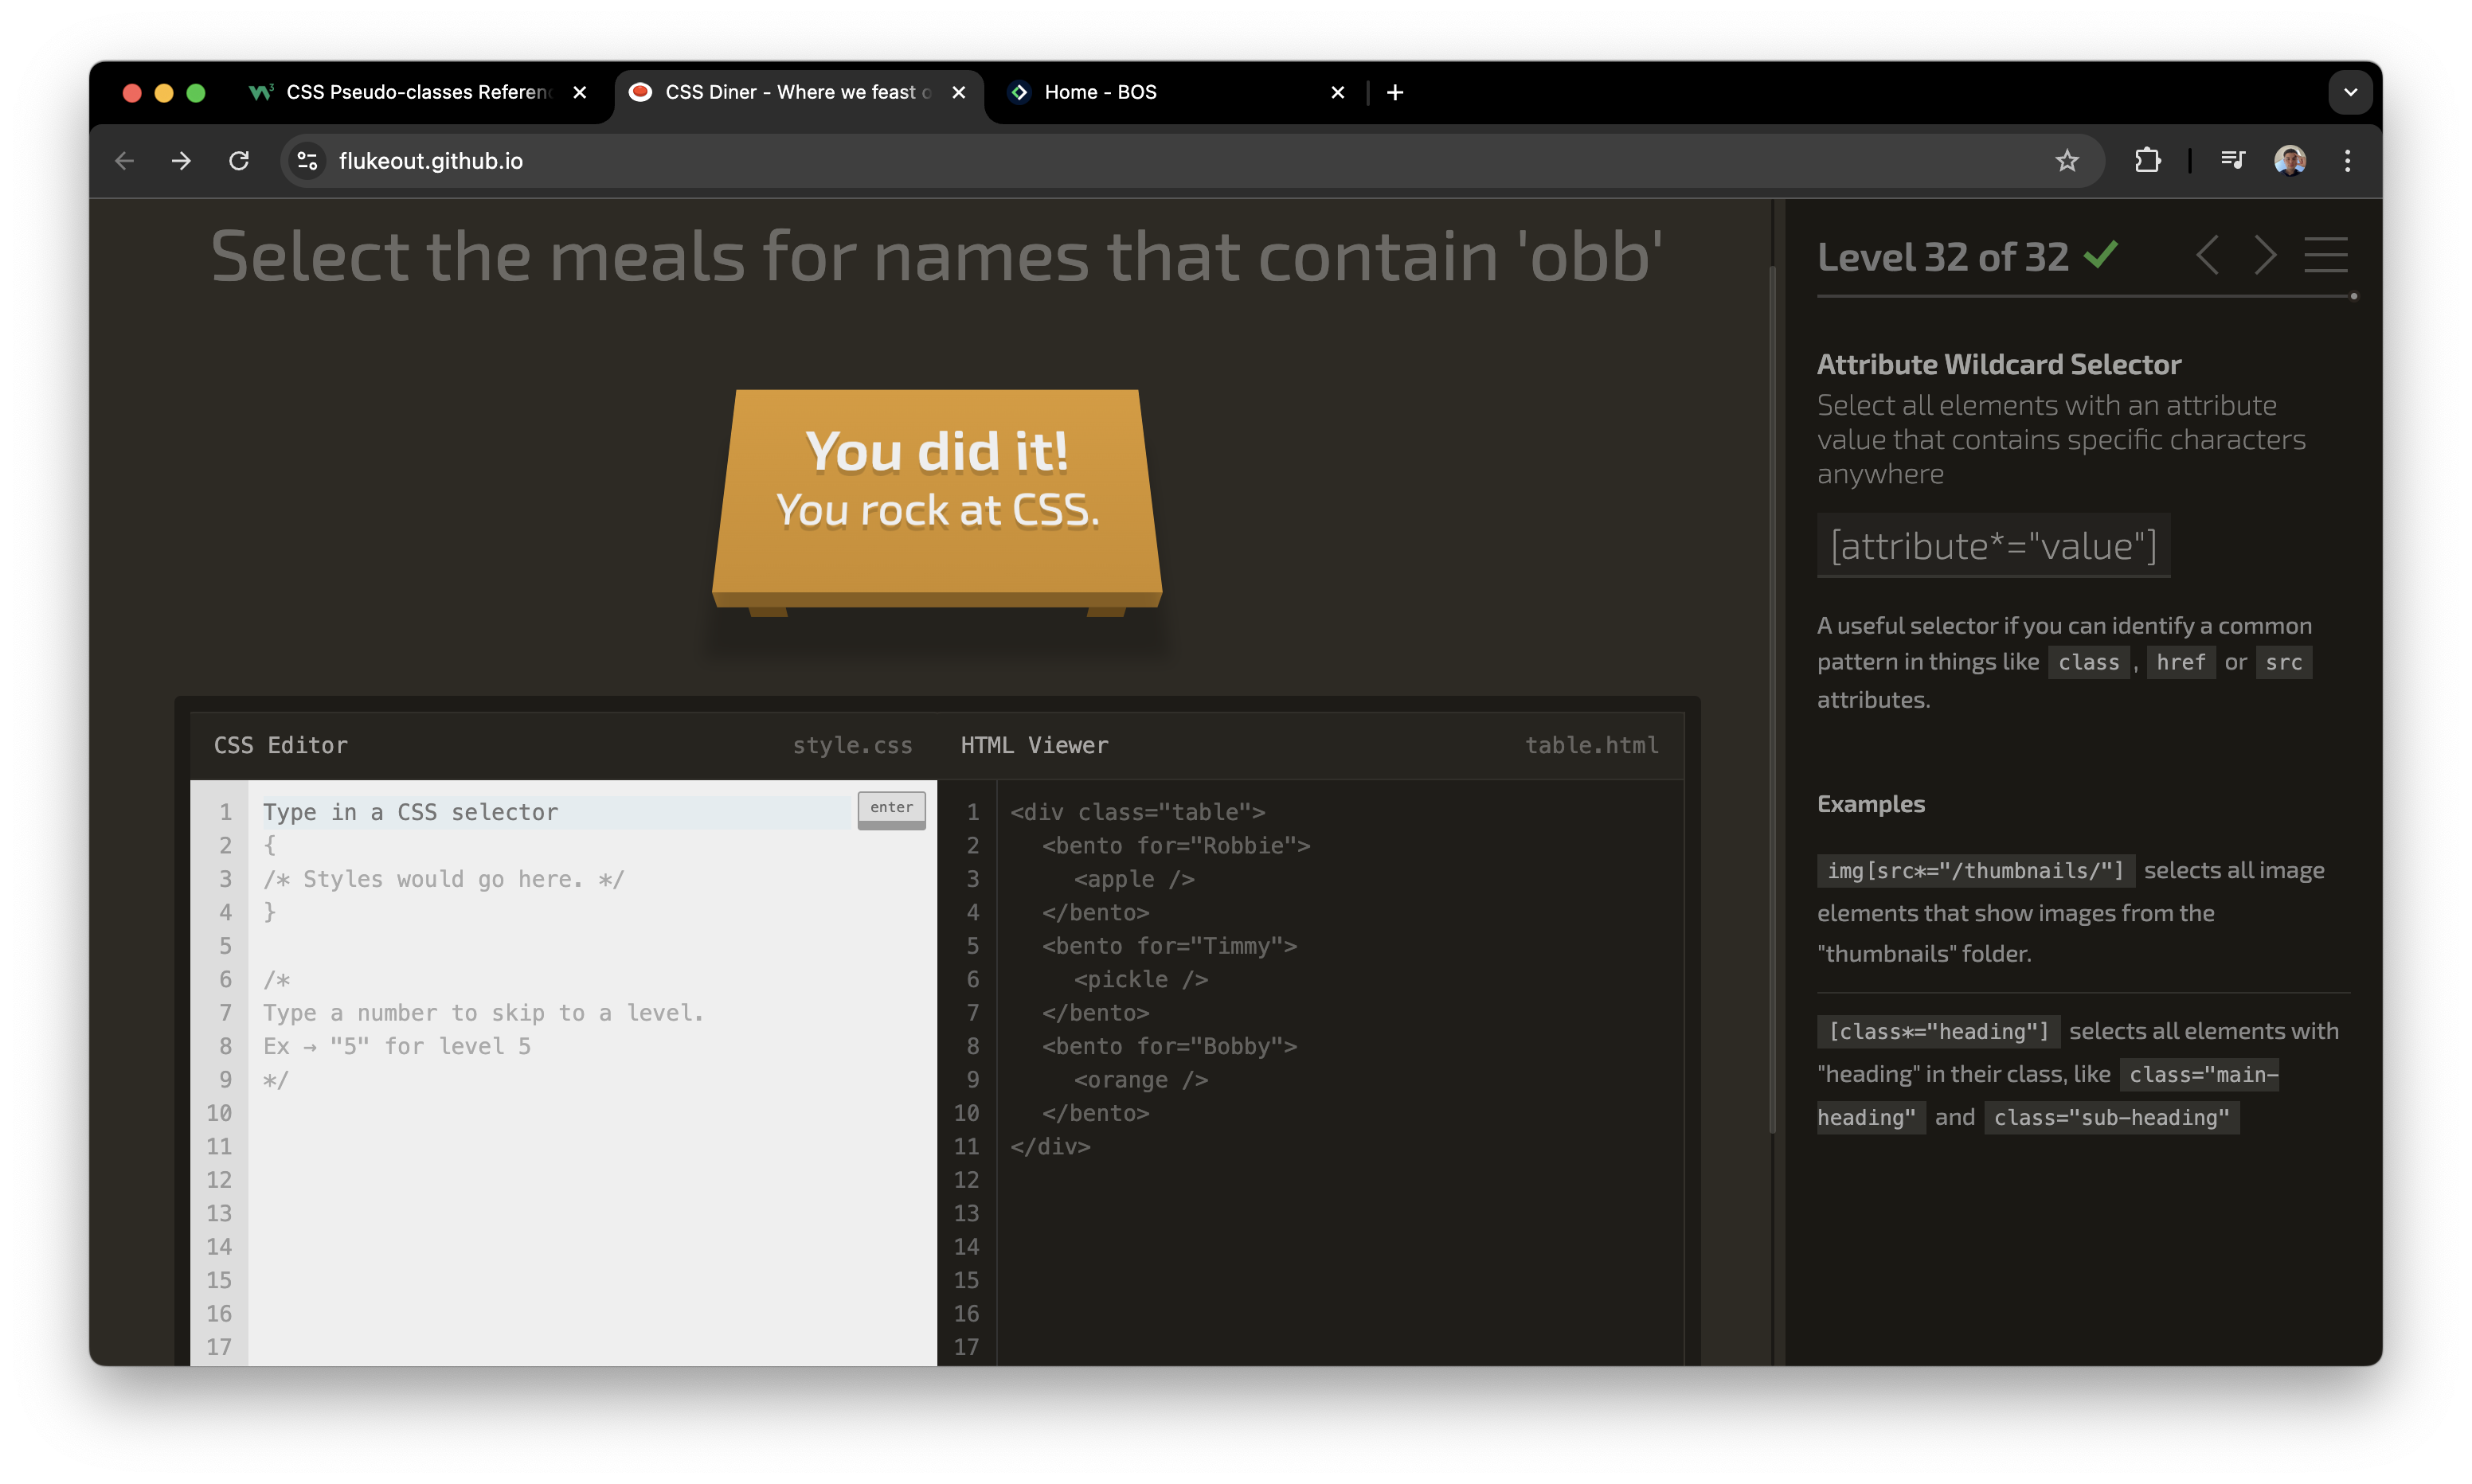 CSS Pseudo-classes Referen
CSS Diner - Where we feast o
Home - BOS
flukeout.github.io
Select the meals for names that contain 'obb'
You did it!
You rock at CSS.
CSS Editor
style.css
HTML Viewer
table.html
1
2
3
4
5
6
7
8
9
10
11
12
13
14
15
16
17
Type in a CSS selector
enter
{
/* Styles would go here. */
}
/*
Type a number to skip to a level.
Ex → "5" for level 5
*/
1
2
3
4
5
6
7
8
9
10
11
12
13
14
15
16
17
<div class="table">
<bento for="Robbie">
<apple />
</bento>
<bento for="Timmy">
<pickle />
</bento>
<bento for="Bobby">
<orange />
</bento>
</div>
Level 32 of 32
Attribute Wildcard Selector
Select all elements with an attribute
value that contains specific characters
anywhere
[attribute*="value"]
A useful selector if you can identify a common
pattern in things like class , href or src
attributes.
Examples
img[src*="/thumbnails/"] selects all image
elements that show images from the
"thumbnails" folder.
[class*="heading"] selects all elements with
"heading" in their class, like class="main-
heading" and class="sub-heading"